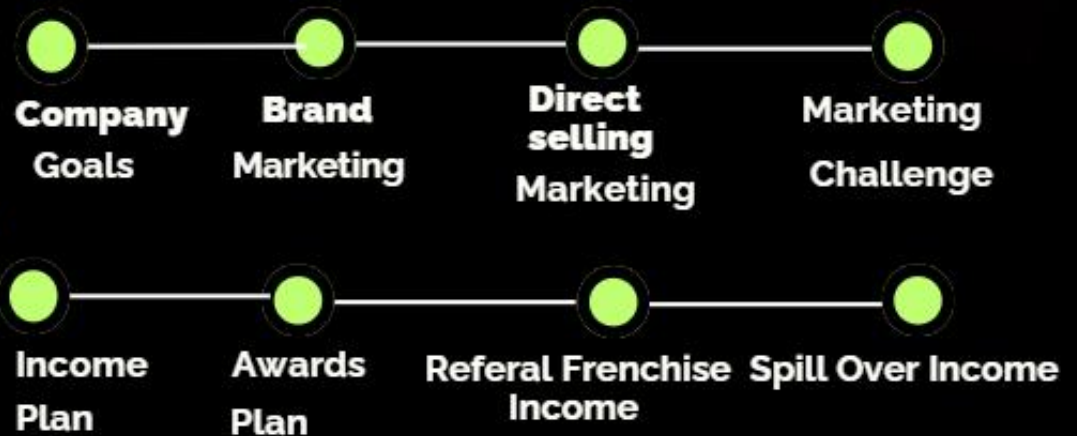 Company
Goals
Brand
Marketing
Direct
selling
Marketing
Marketing
Challenge
Income
Plan
Awards
Plan
Referal Frenchise
Income
Spill Over Income